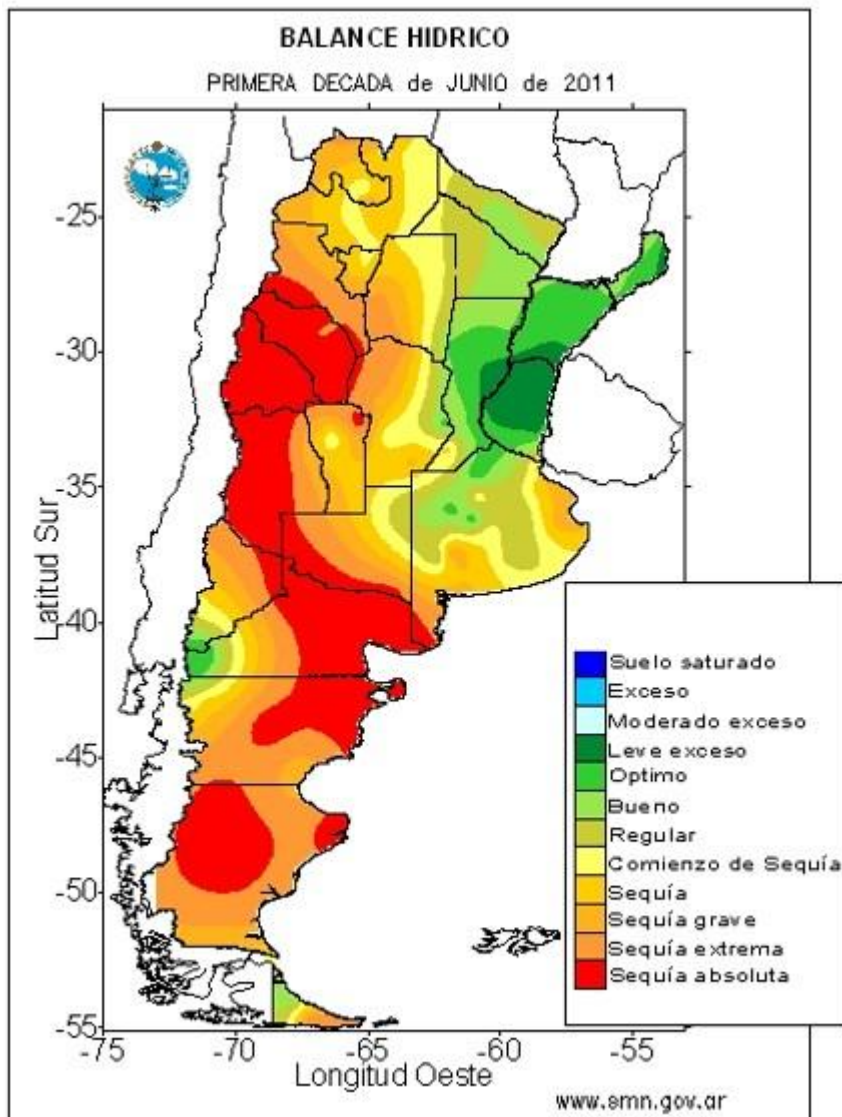 BALANCE HIDRICO
PRIMERA DECADA de JUNIO de 2011
-25
-30
-35
-40
-45
-50
-55
Latitud Sur
-75
-70
-65
-60
-55
Longitud Oeste
Suelo saturado
Exceso
Moderado exceso
Leve exceso
Optimo
Bueno
Regular
Comienzo de Sequía
Sequía
Sequía grave
Sequía extrema
Sequía absoluta
www.smn.gov.ar